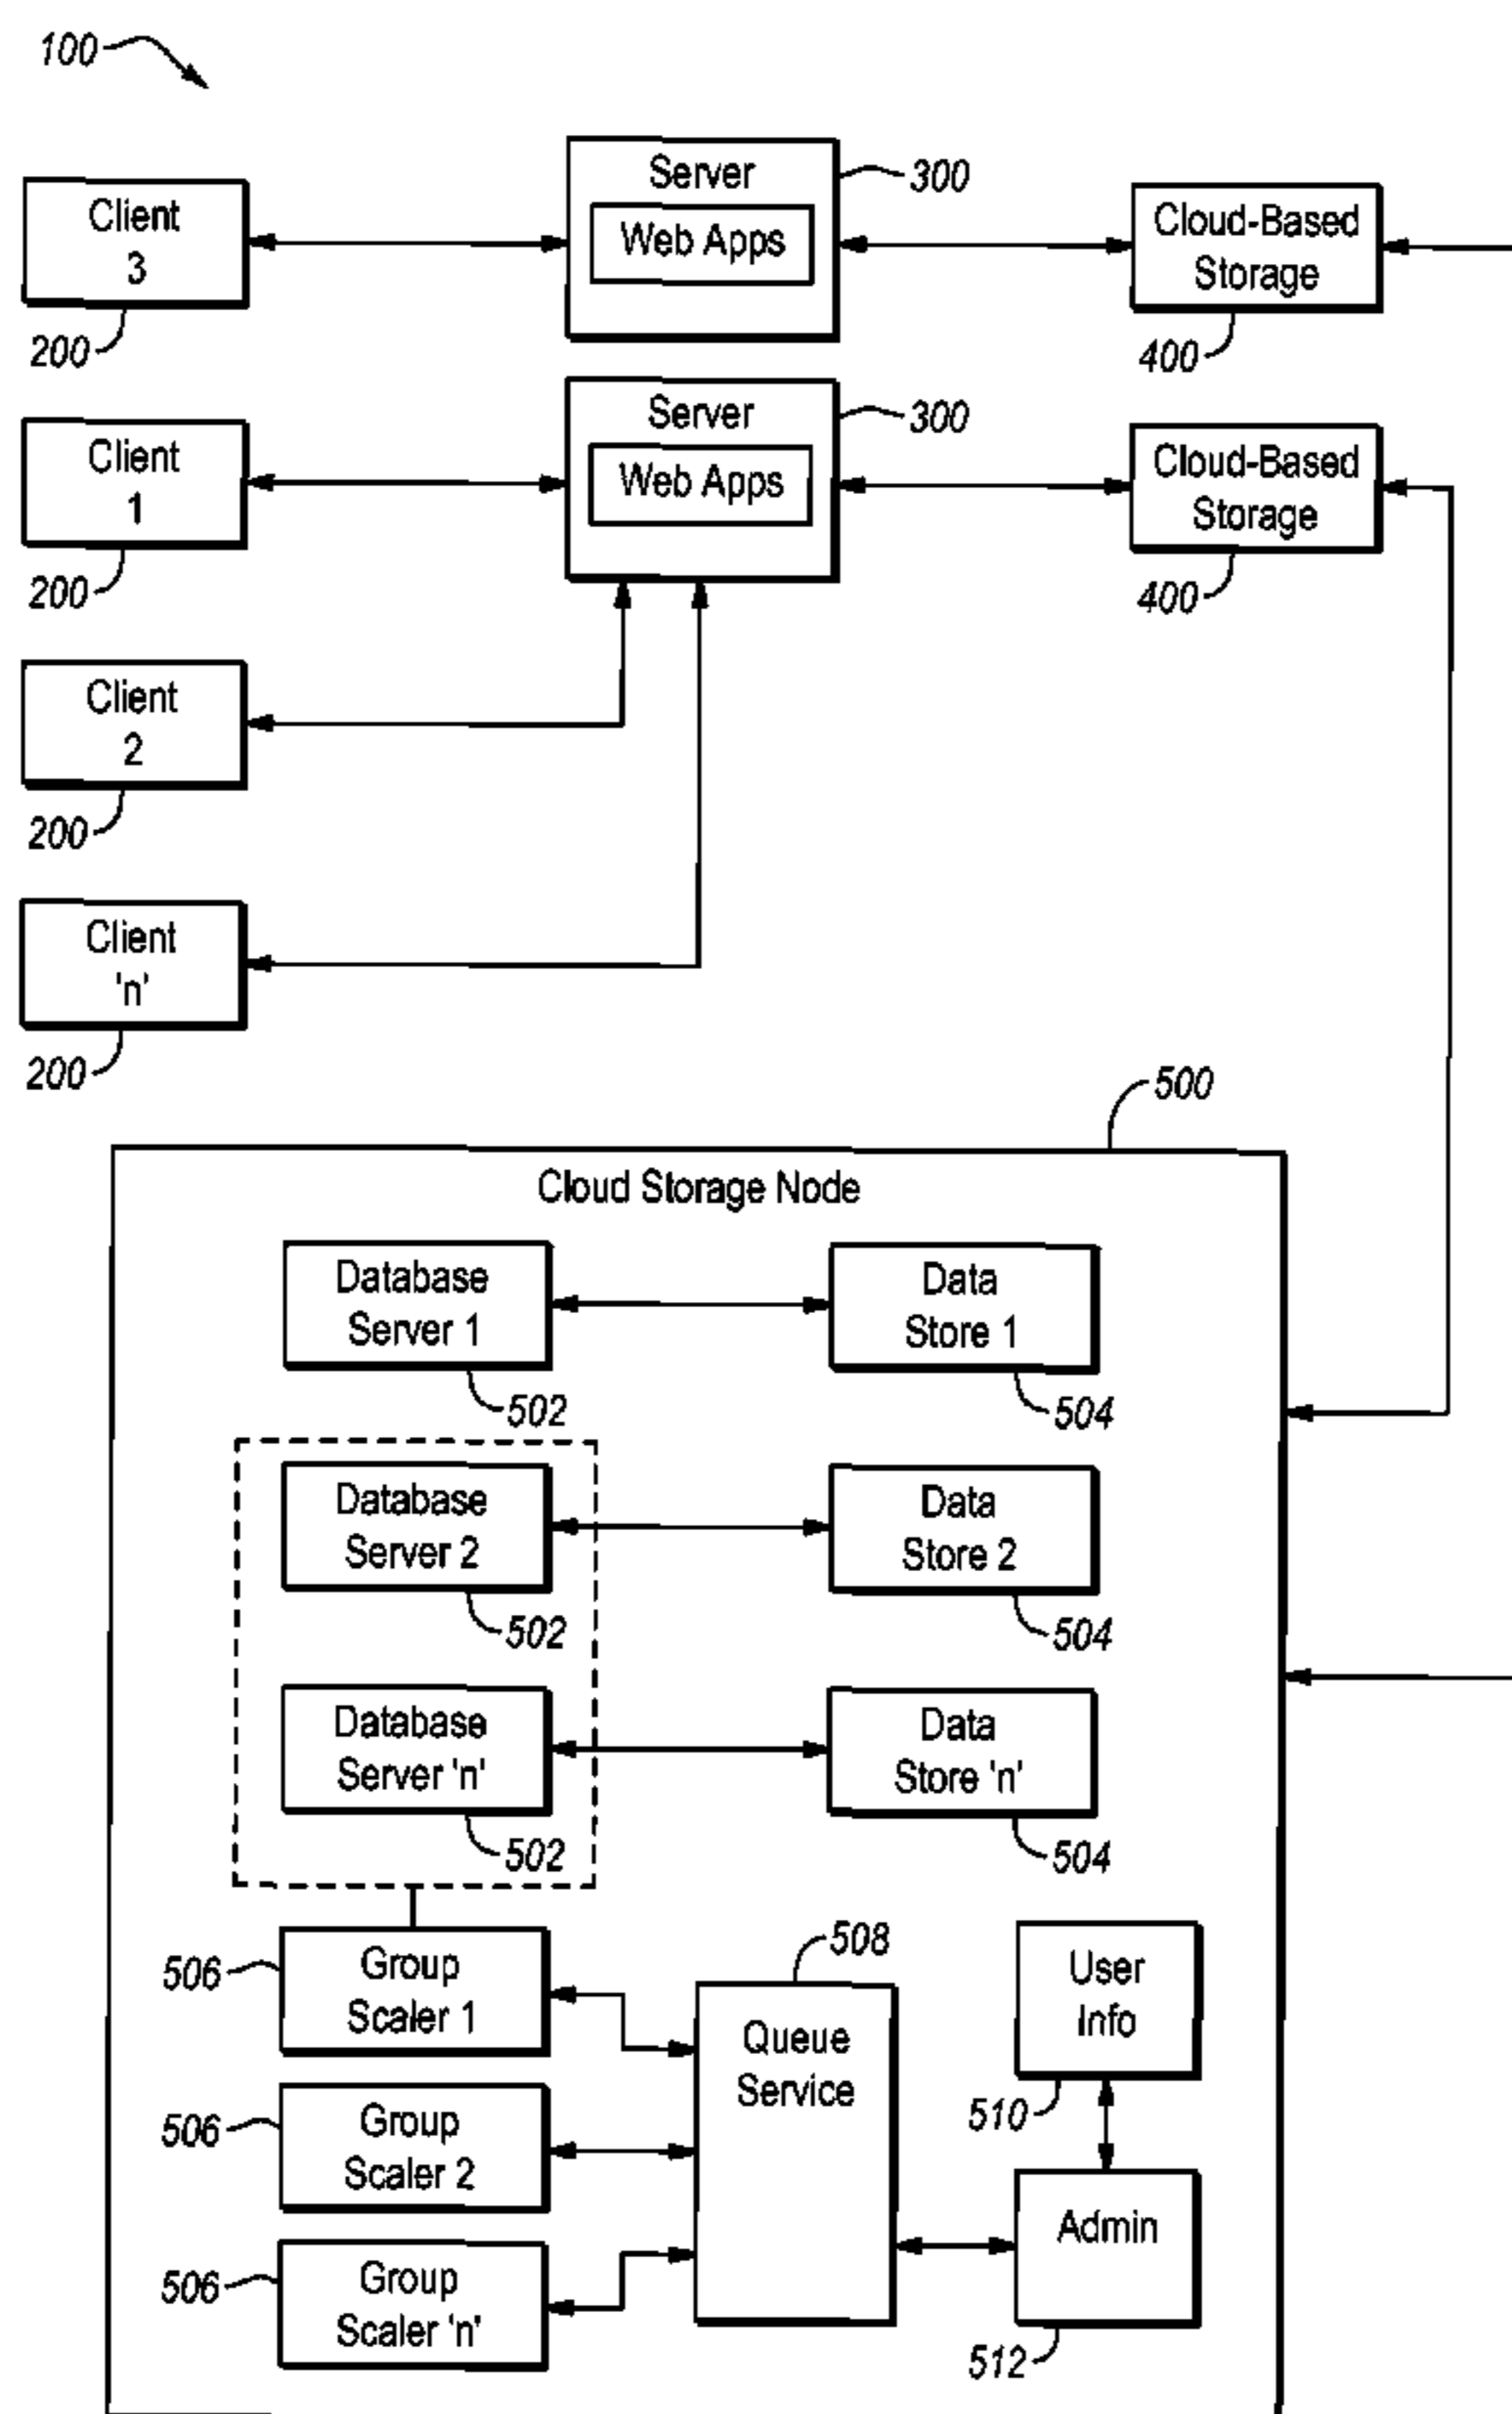 100
Server
Web Apps
300
Client
3
200
Cloud-Based
Storage
400
Server
Web Apps
300
Client
1
200
Cloud-Based
Storage
400
Client
2
200
Client
'n'
200
500
Cloud Storage Node
Database
Server 1
502
Data
Store 1
504
Database
Server 2
502
Data
Store 2
504
Database
Server 'n'
502
Data
Store 'n'
504
506
Group
Scaler 1
508
Queue
Service
User
Info
510
506
Group
Scaler 2
Admin
512
506
Group
Scaler 'n'